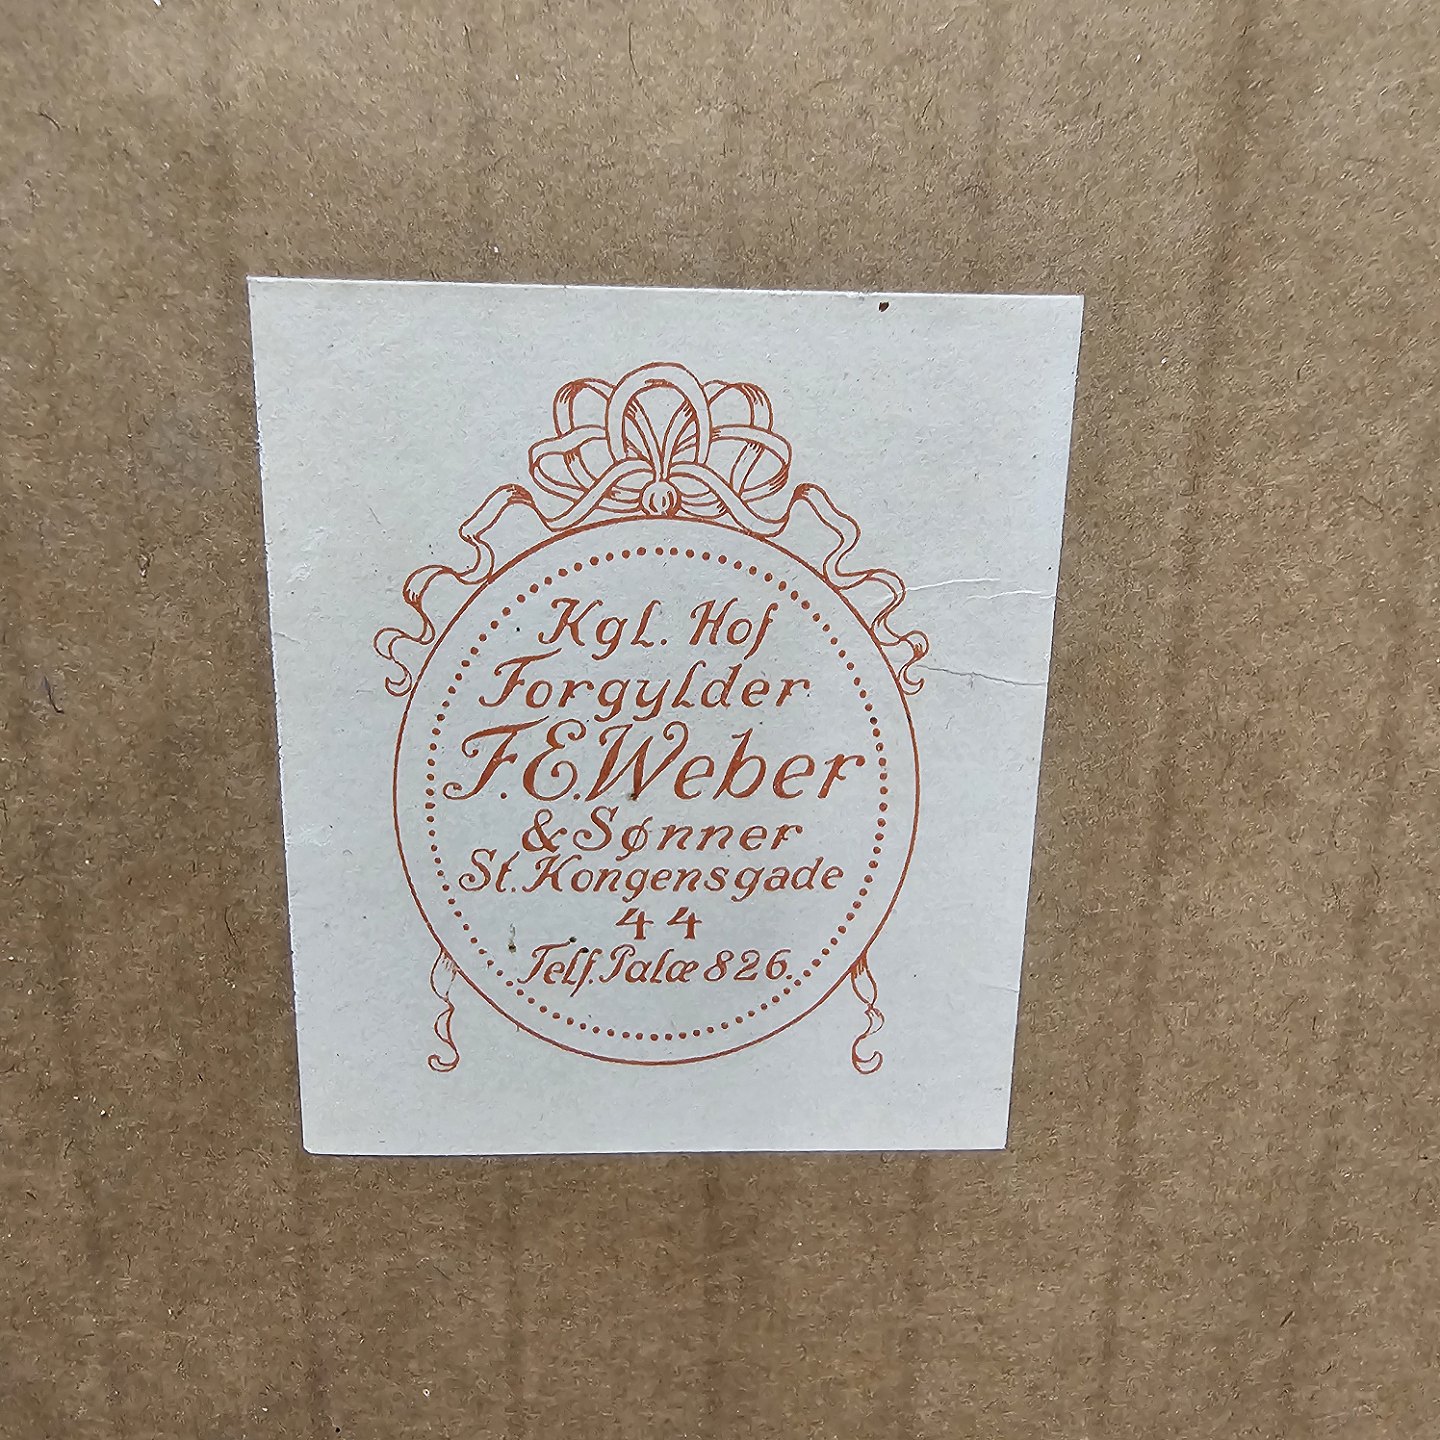 Kgl. Hof
Forgylder
F.E.Weber
& Sønner
St. Kongensgade
44
Telf. Palæ 826.